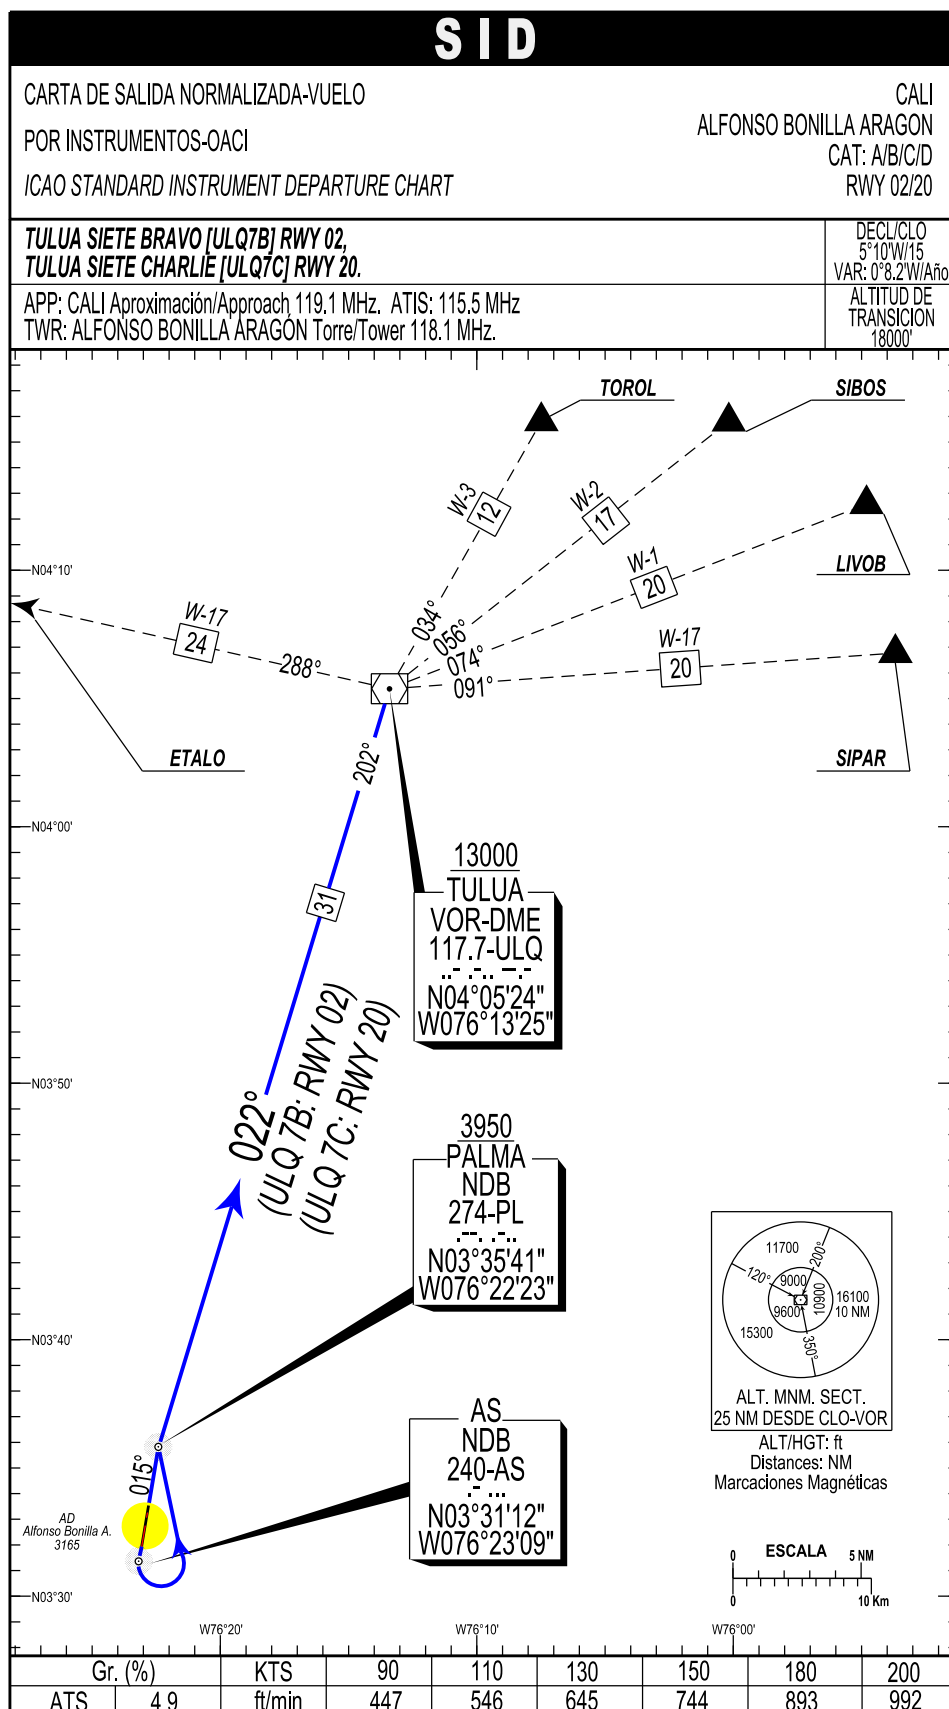 SID
CARTA DE SALIDA NORMALIZADA-VUELO
POR INSTRUMENTOS-OACI
ICAO STANDARD INSTRUMENT DEPARTURE CHART
CALI
ALFONSO BONILLA ARAGON
CAT: A/B/C/D
RWY 02/20
TULUA SIETE BRAVO [ULQ7B] RWY 02,
TULUA SIETE CHARLIE [ULQ7C] RWY 20.
DECL/CLO
5°10'W/15
VAR: 0°8.2'W/Año
APP: CALI Aproximación/Approach 119.1 MHz. ATIS: 115.5 MHz
TWR: ALFONSO BONILLA ARAGÓN Torre/Tower 118.1 MHz.
ALTITUD DE
TRANSICION
18000'
TOROL
SIBOS
W-3
12
W-2
17
LIVOB
W-1
20
N04°10'
W-17
24
288°
034°
056°
074°
091°
W-17
20
ETALO
SIPAR
202°
N04°00'
31
13000
TULUA
VOR-DME
117.7-ULQ
..- .-.. --.-
N04°05'24"
W076°13'25"
N03°50'
022°
(ULQ 7B: RWY 02)
(ULQ 7C: RWY 20)
3950
PALMA
NDB
274-PL
.--. .-..
N03°35'41"
W076°22'23"
11700
200°
120°
9000
10900
16100
10 NM
9600
15300
350°
ALT. MNM. SECT.
25 NM DESDE CLO-VOR
ALT/HGT: ft
Distances: NM
Marcaciones Magnéticas
N03°40'
AS
NDB
240-AS
.- ...
N03°31'12"
W076°23'09"
015°
AD
Alfonso Bonilla A.
3165
0 ESCALA 5 NM
0 10 Km
N03°30'
W76°20' W76°10' W76°00'
Gr. (%) KTS 90 110 130 150 180 200
ATS 4.9 ft/min 447 546 645 744 893 992